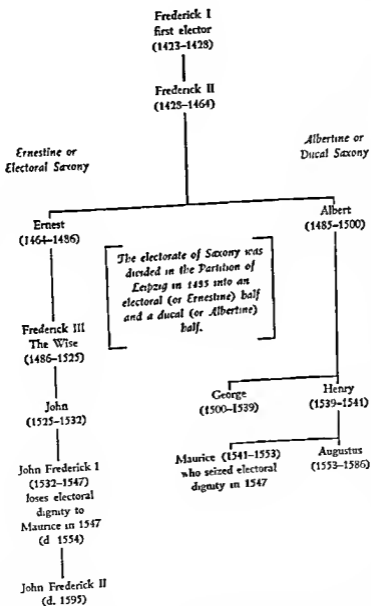 Frederick I
first elector
(1423–1428)
Frederick II
(1428–1464)
Ernestine or
Electoral Saxony
Albertine or
Ducal Saxony
Ernest
(1464–1486)
Albert
(1485–1500)
The electorate of Saxony was
divided in the Partition of
Leipzig in 1485 into an
electoral (or Ernestine) half
and a ducal (or Albertine)
half.
Frederick III
The Wise
(1486–1525)
John
(1525–1532)
George
(1500–1539)
Henry
(1539–1541)
John Frederick I
(1532–1547)
loses electoral
dignity to
Maurice in 1547
(d 1554)
Maurice (1541–1553)
who seized electoral
dignity in 1547
Augustus
(1553–1586)
John Frederick II
(d. 1595)